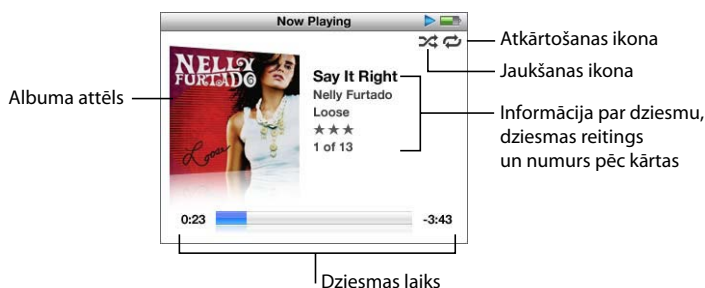 Now Playing
Atkārtošanas ikona
Jaukšanas ikona
Albuma attēls
NELLY
FURTADO
Loose
Say It Right
Nelly Furtado
Loose
★★★
1 of 13
Informācija par dziesmu,
dziesmas reitings
un numurs pēc kārtas
0:23
-3:43
Dziesmas laiks